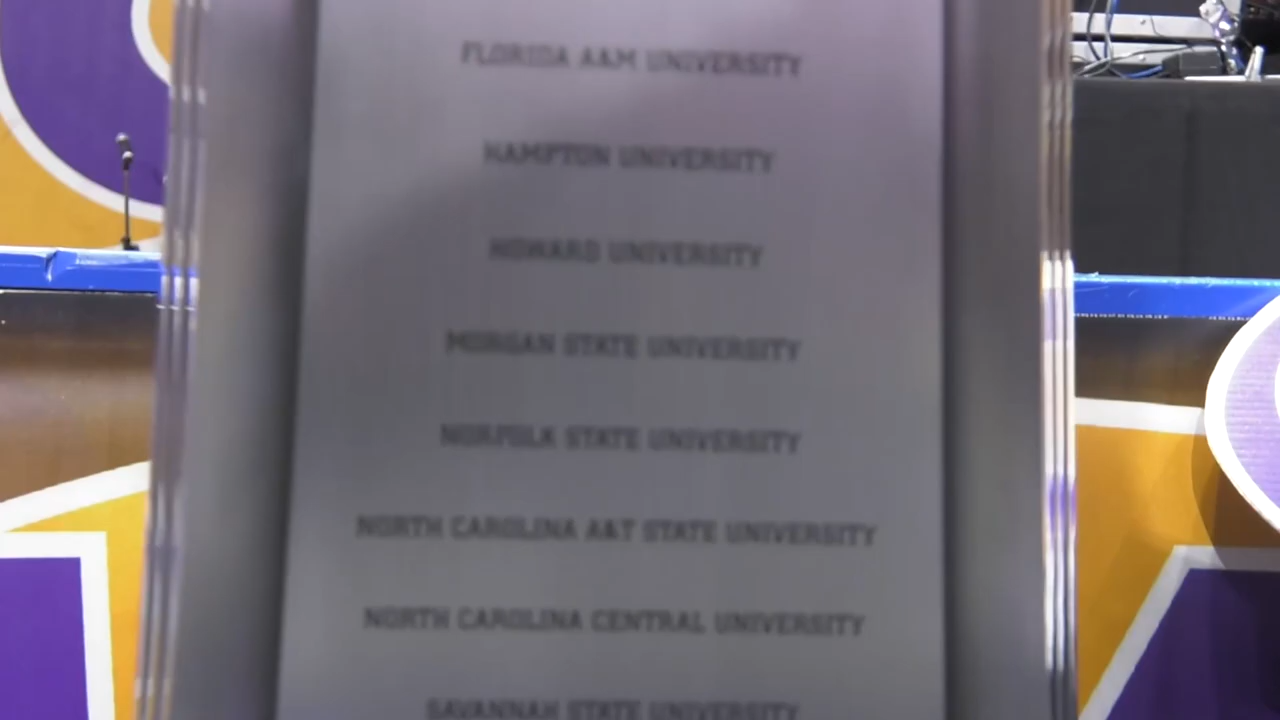 FLORIDA A&M UNIVERSITY
HAMPTON UNIVERSITY
HOWARD UNIVERSITY
MORGAN STATE UNIVERSITY
NORFOLK STATE UNIVERSITY
NORTH CAROLINA A&T STATE UNIVERSITY
NORTH CAROLINA CENTRAL UNIVERSITY
SAVANNAH STATE UNIVERSITY